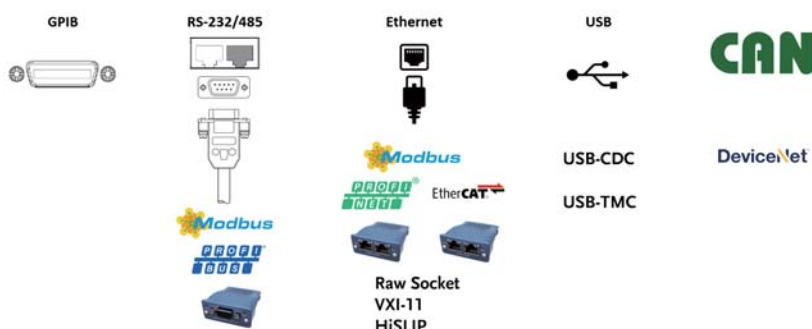 GPIB
RS-232/485
Ethernet
USB
CAN
Modbus
PROFI
BUS
Modbus
PROFI
NET
EtherCAT
Raw Socket
VXI-11
HiSLIP
USB-CDC
USB-TMC
DeviceNet